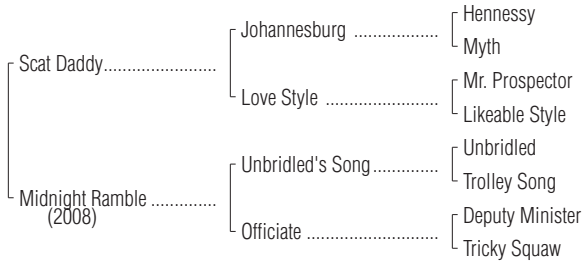 Hennessy
Johannesburg ..................
Myth
Scat Daddy........................
Mr. Prospector
Love Style ........................
Likeable Style
Unbridled
Unbridled's Song..............
Trolley Song
Midnight Ramble ..............
(2008)
Deputy Minister
Officiate ............................
Tricky Squaw